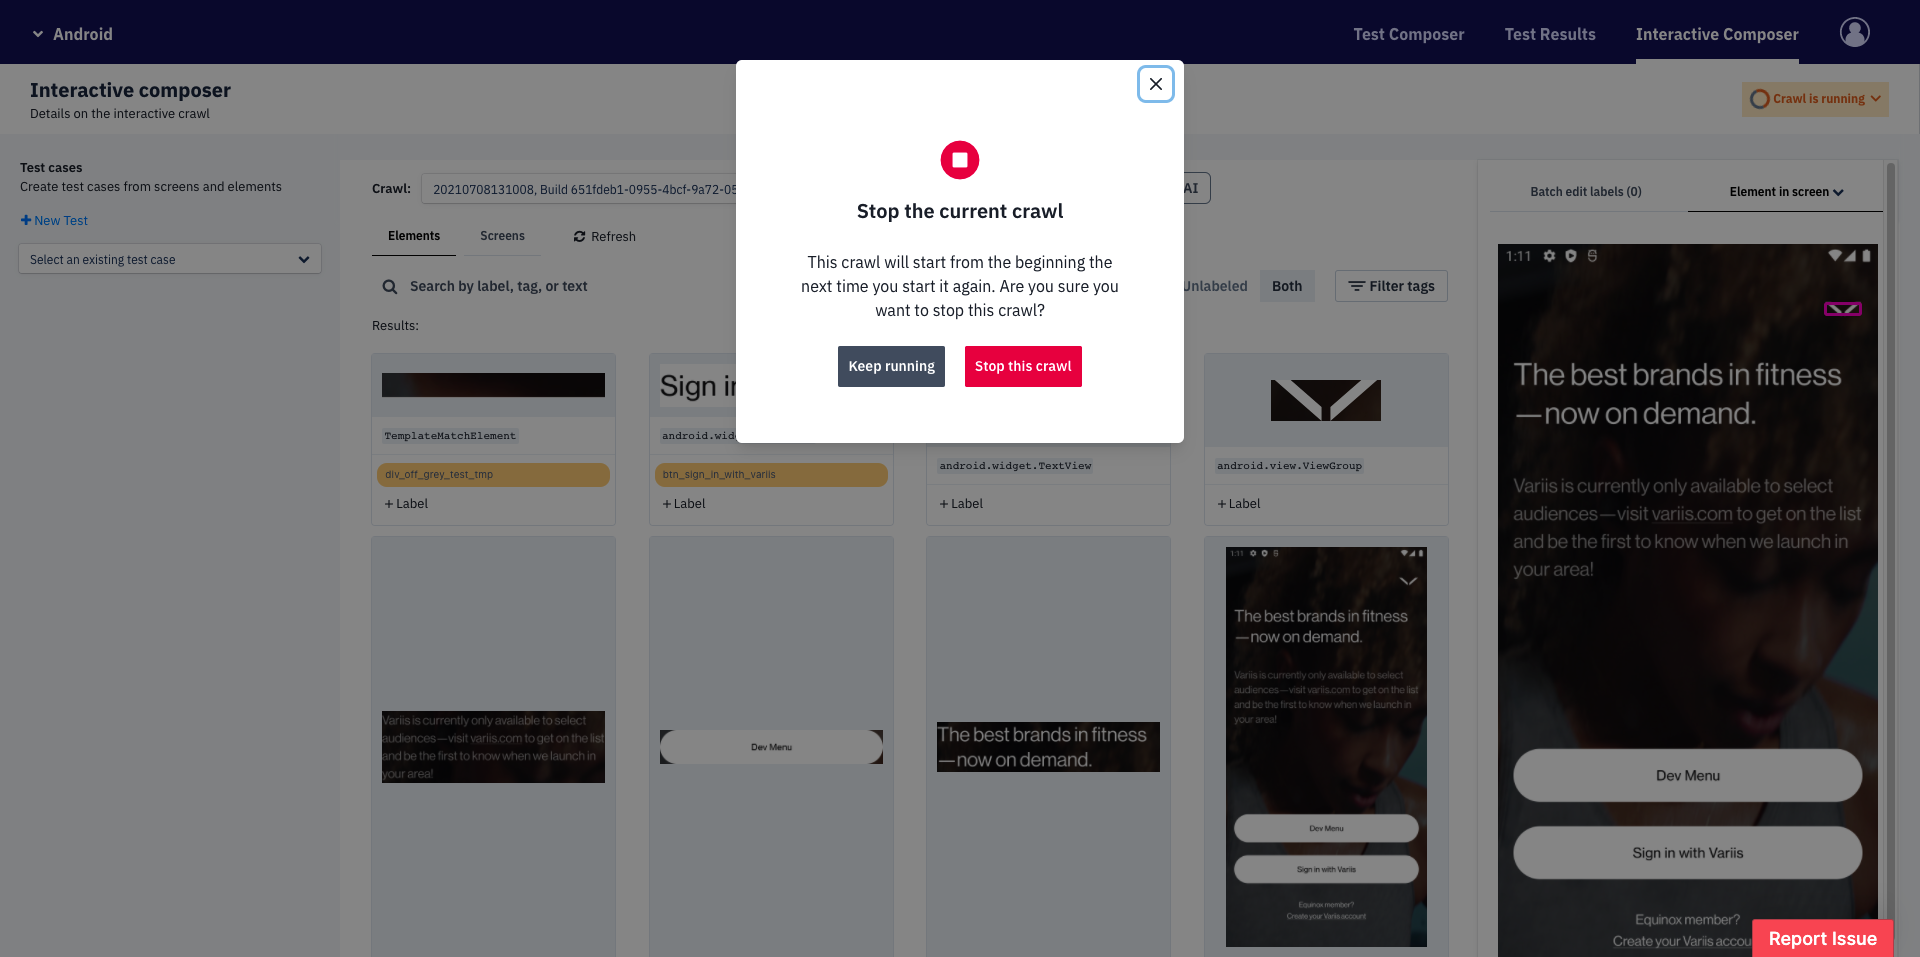 Android
Test Composer
Test Results
Interactive Composer
Interactive composer
Details on the interactive crawl
Crawl is running
Test cases
Create test cases from screens and elements
+ New Test
Select an existing test case
Crawl:
20210708131008, Build 651fdeb1-0955-4bcf-9a72-05
AI
Elements
Screens
Refresh
Search by label, tag, or text
Unlabeled
Both
Filter tags
Results:
Stop the current crawl
This crawl will start from the beginning the
next time you start it again. Are you sure you
want to stop this crawl?
Keep running
Stop this crawl
TemplateMatchElement
div_off_grey_test_tmp
+ Label
Sign in
android.wid
btn_sign_in_with_variis
+ Label
android.widget.TextView
+ Label
android.view.ViewGroup
+ Label
Variis is currently only available to select
audiences—visit variis.com to get on the list
and be the first to know when we launch in
your area!
Dev Menu
The best brands in fitness
—now on demand.
1:11
The best brands in fitness
—now on demand.
Variis is currently only available to select
audiences—visit variis.com to get on the list
and be the first to know when we launch in
your area!
Dev Menu
Sign in with Variis
Equinox member?
Create your Variis account
Batch edit labels (0)
Element in screen
1:11
The best brands in fitness
—now on demand.
Variis is currently only available to select
audiences—visit variis.com to get on the list
and be the first to know when we launch in
your area!
Dev Menu
Sign in with Variis
Equinox member?
Create your Variis accou
Report Issue